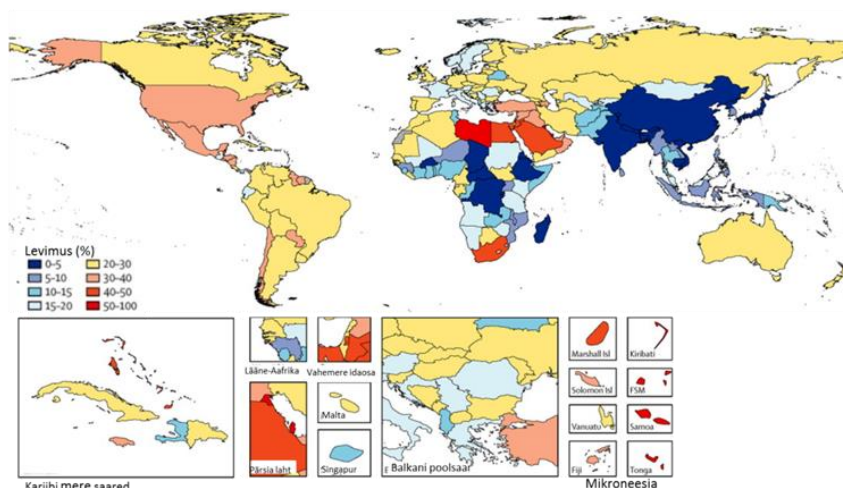 Levimus (%)
0–5
5–10
10–15
15–20
20–30
30–40
40–50
50–100
Lääne-Aafrika
Vahemere idaosa
Pärsia laht
Malta
Singapur
E Balkani poolsaar
Marshall Isl
Kiribati
Solomon Isl
FSM
Vanuatu
Samoa
Fiji
Tonga
Kariibi mere saared
Mikroneesia